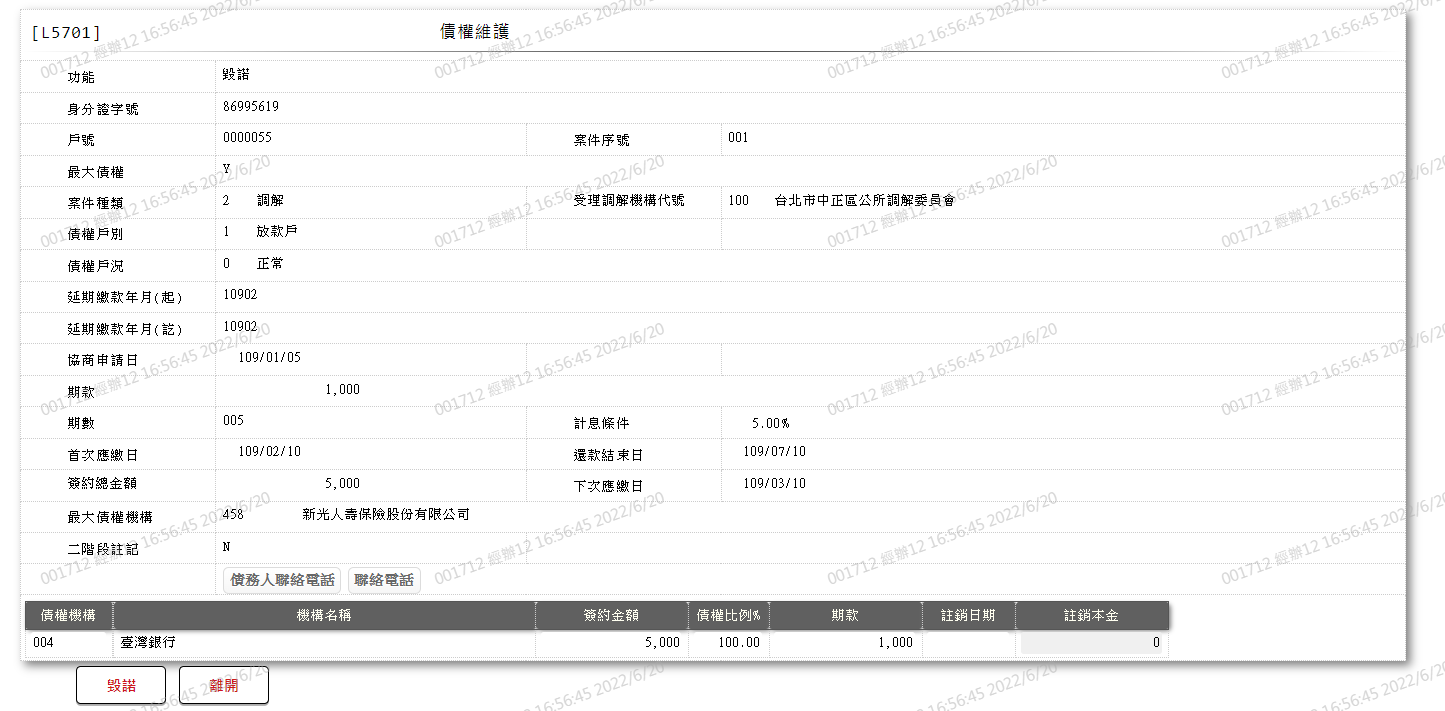 [L5701] 債權維護
功能 毀諾
身分證字號 86995619
戶號 0000055 案件序號 001
最大債權 Y
案件種類 2 調解 受理調解機構代號 100 台北市中正區公所調解委員會
債權戶別 1 放款戶
債權戶況 0 正常
延期繳款年月(起) 10902
延期繳款年月(訖) 10902
協商申請日 109/01/05
期款 1,000
期數 005 計息條件 5.00%
首次應繳日 109/02/10 還款結束日 109/07/10
簽約總金額 5,000 下次應繳日 109/03/10
最大債權機構 458 新光人壽保險股份有限公司
二階段註記 N
債務人聯絡電話 聯絡電話
債權機構 機構名稱 簽約金額 債權比例% 期款 註銷日期 註銷本金
004 臺灣銀行 5,000 100.00 1,000 0
毀諾 離開
001712 經辦12 16:56:45 2022/6/20